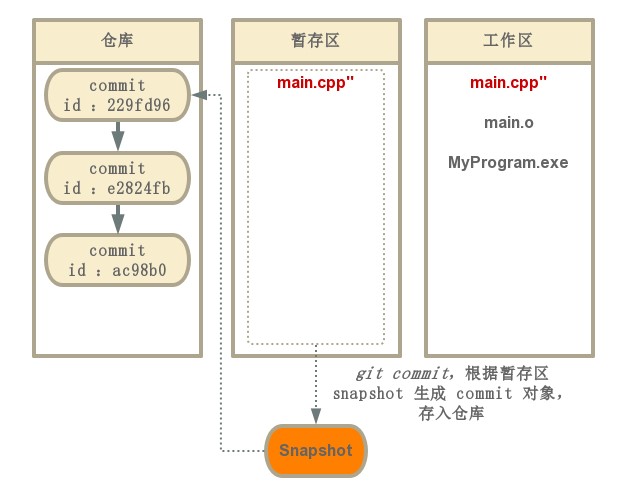 仓库
暂存区
工作区
commit
id : 229fd96
commit
id : e2824fb
commit
id : ac98b0
main.cpp"
main.cpp"
main.o
MyProgram.exe
git commit，根据暂存区
snapshot 生成 commit 对象，
存入仓库
Snapshot